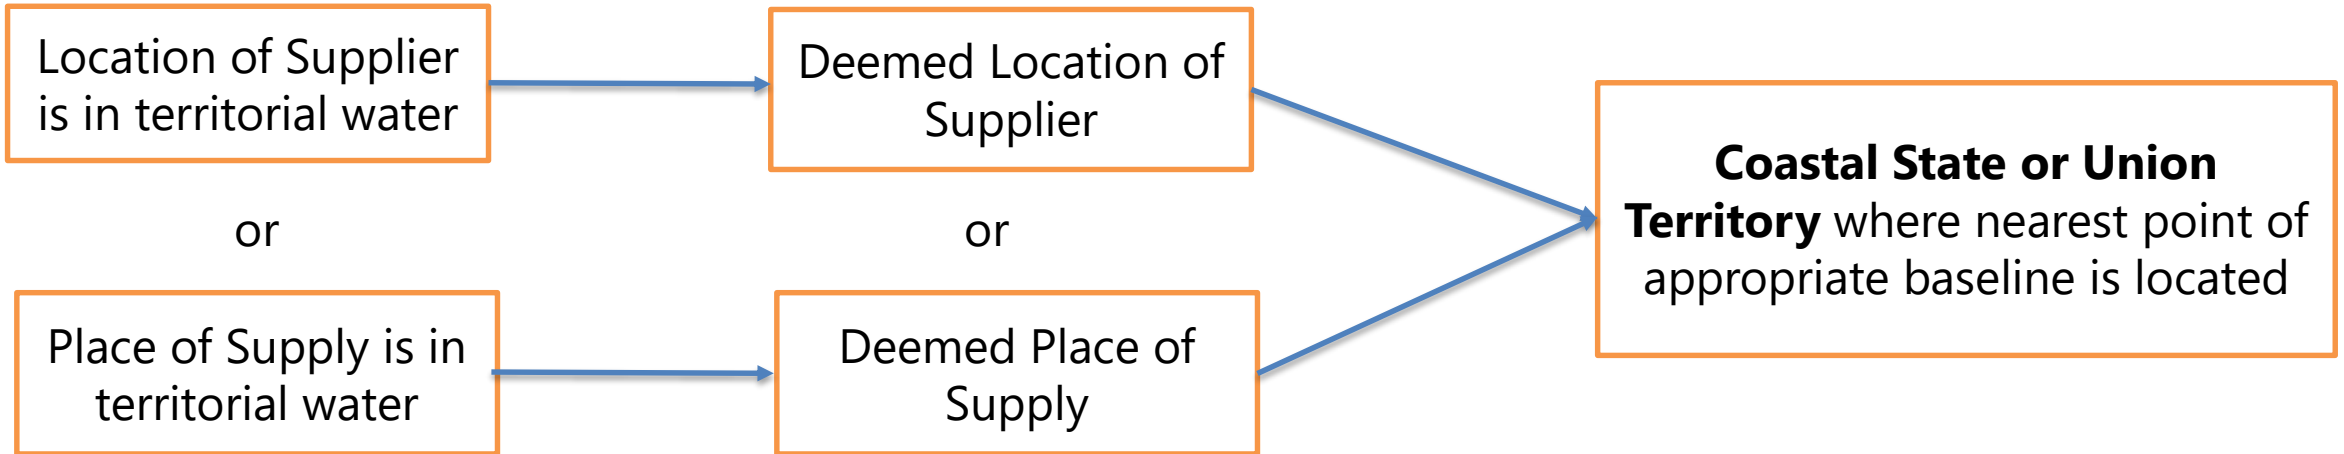 Location of Supplier
is in territorial water
or
Place of Supply is in
territorial water
Deemed Location of
Supplier
or
Deemed Place of
Supply
Coastal State or Union
Territory where nearest point of
appropriate baseline is located